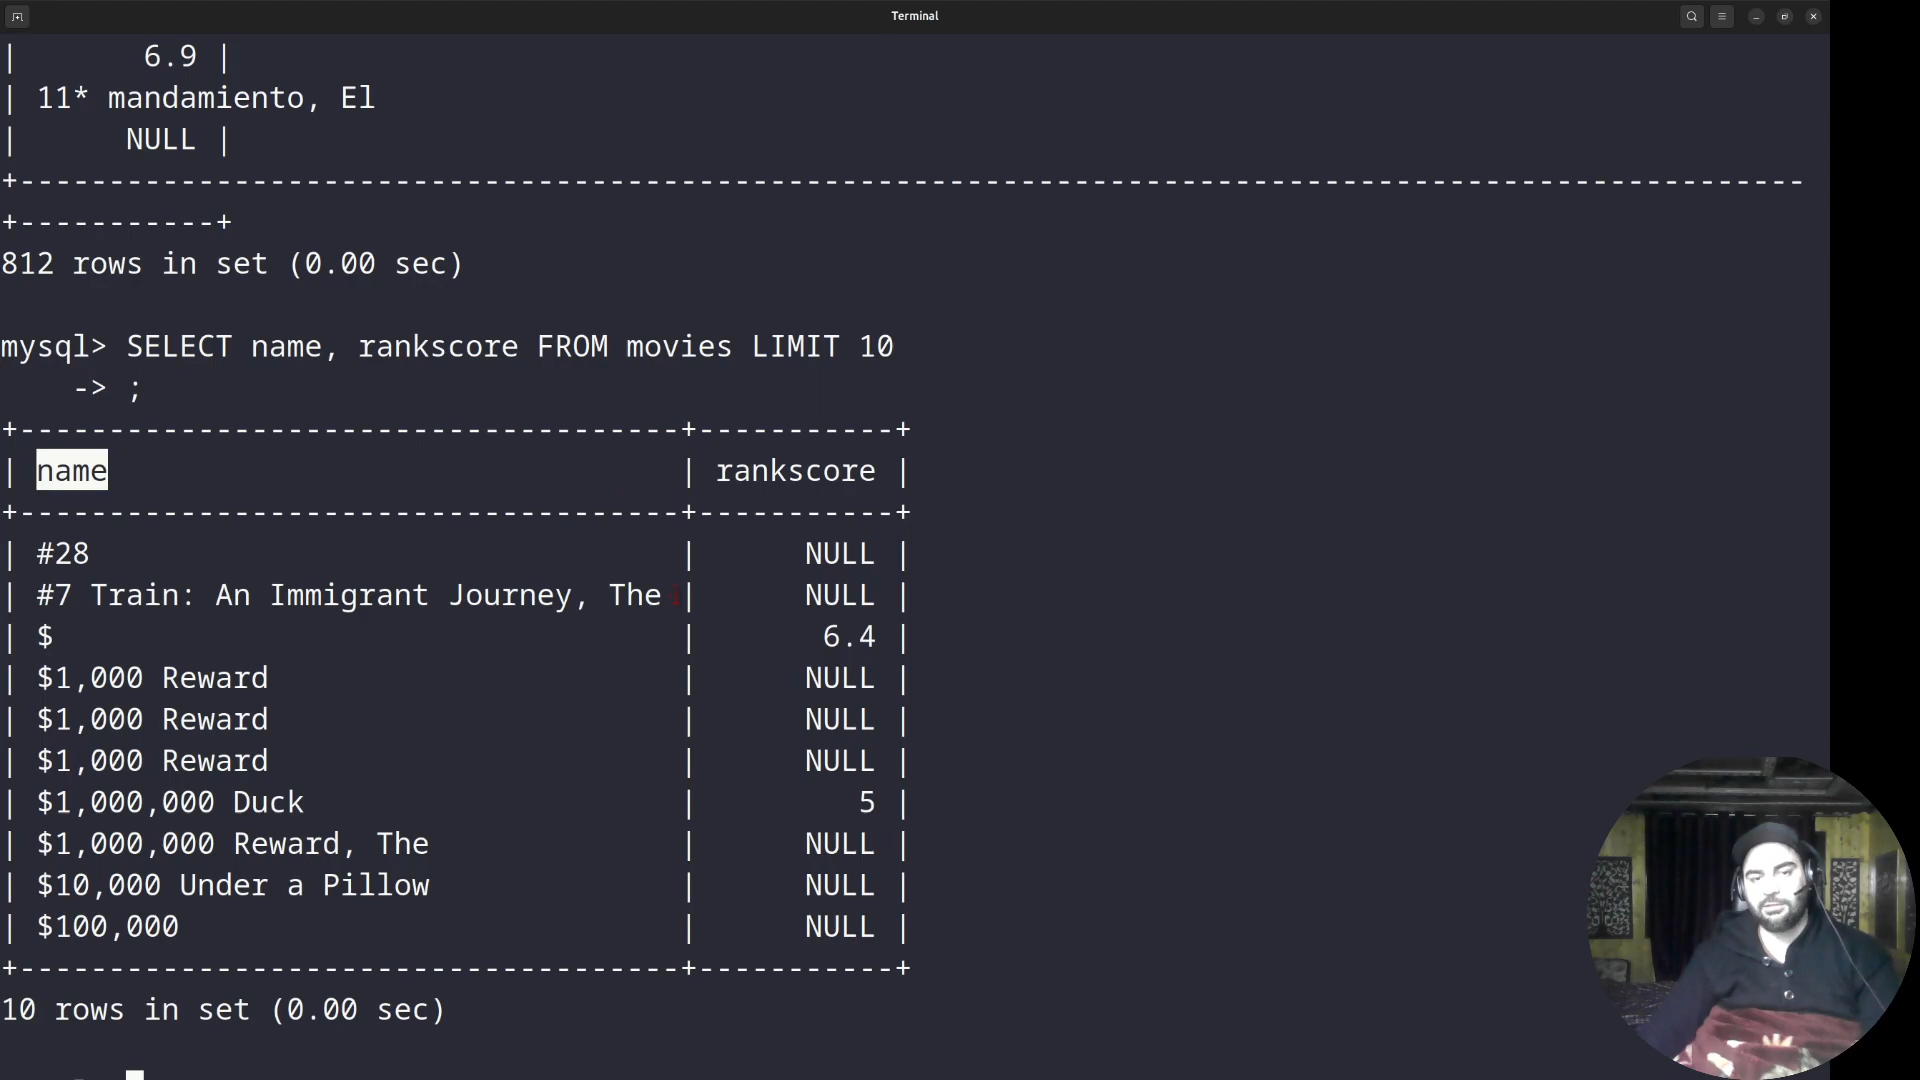 Terminal
|       6.9 |
| 11* mandamiento, El
|      NULL |
+----------------------------------------------------------------------------------------------------
+-----------+
812 rows in set (0.00 sec)
mysql> SELECT name, rankscore FROM movies LIMIT 10
    -> ;
+-------------------------------------+-----------+
| name                                | rankscore |
+-------------------------------------+-----------+
| #28                                 |      NULL |
| #7 Train: An Immigrant Journey, The |      NULL |
| $                                   |       6.4 |
| $1,000 Reward                       |      NULL |
| $1,000 Reward                       |      NULL |
| $1,000 Reward                       |      NULL |
| $1,000,000 Duck                     |         5 |
| $1,000,000 Reward, The              |      NULL |
| $10,000 Under a Pillow              |      NULL |
| $100,000                            |      NULL |
+-------------------------------------+-----------+
10 rows in set (0.00 sec)